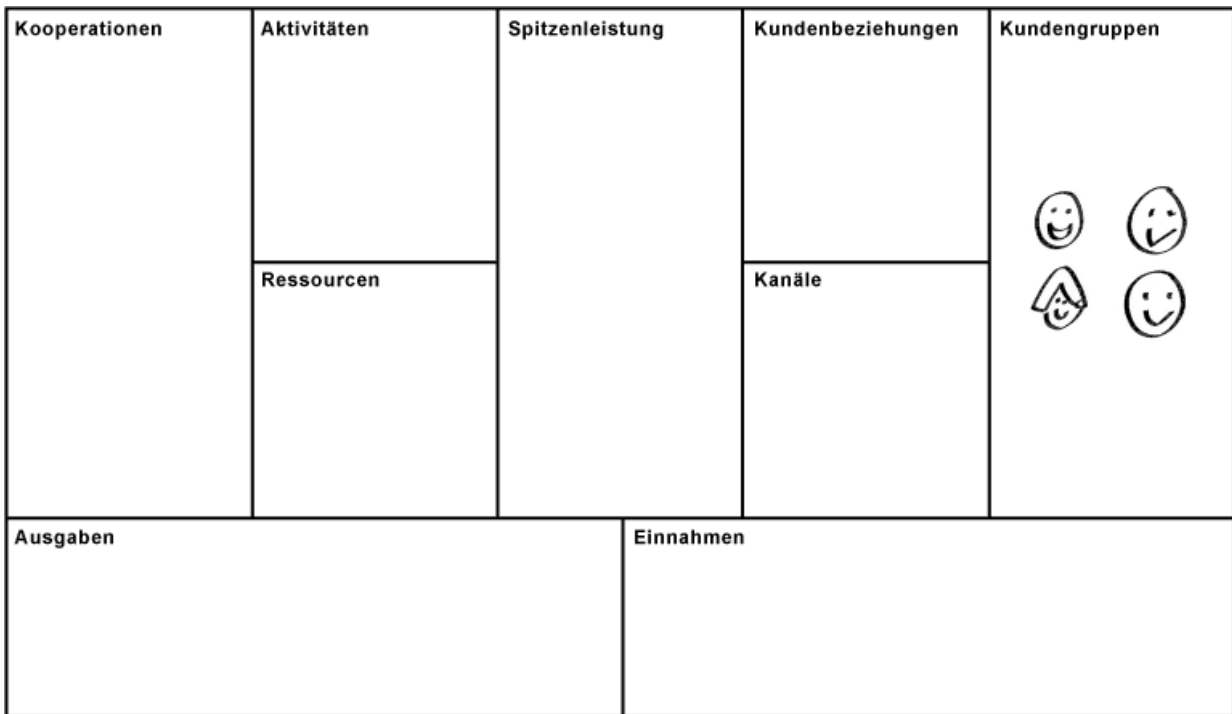 Kooperationen
Aktivitäten
Spitzenleistung
Kundenbeziehungen
Kundengruppen
Ressourcen
Kanäle
Ausgaben
Einnahmen